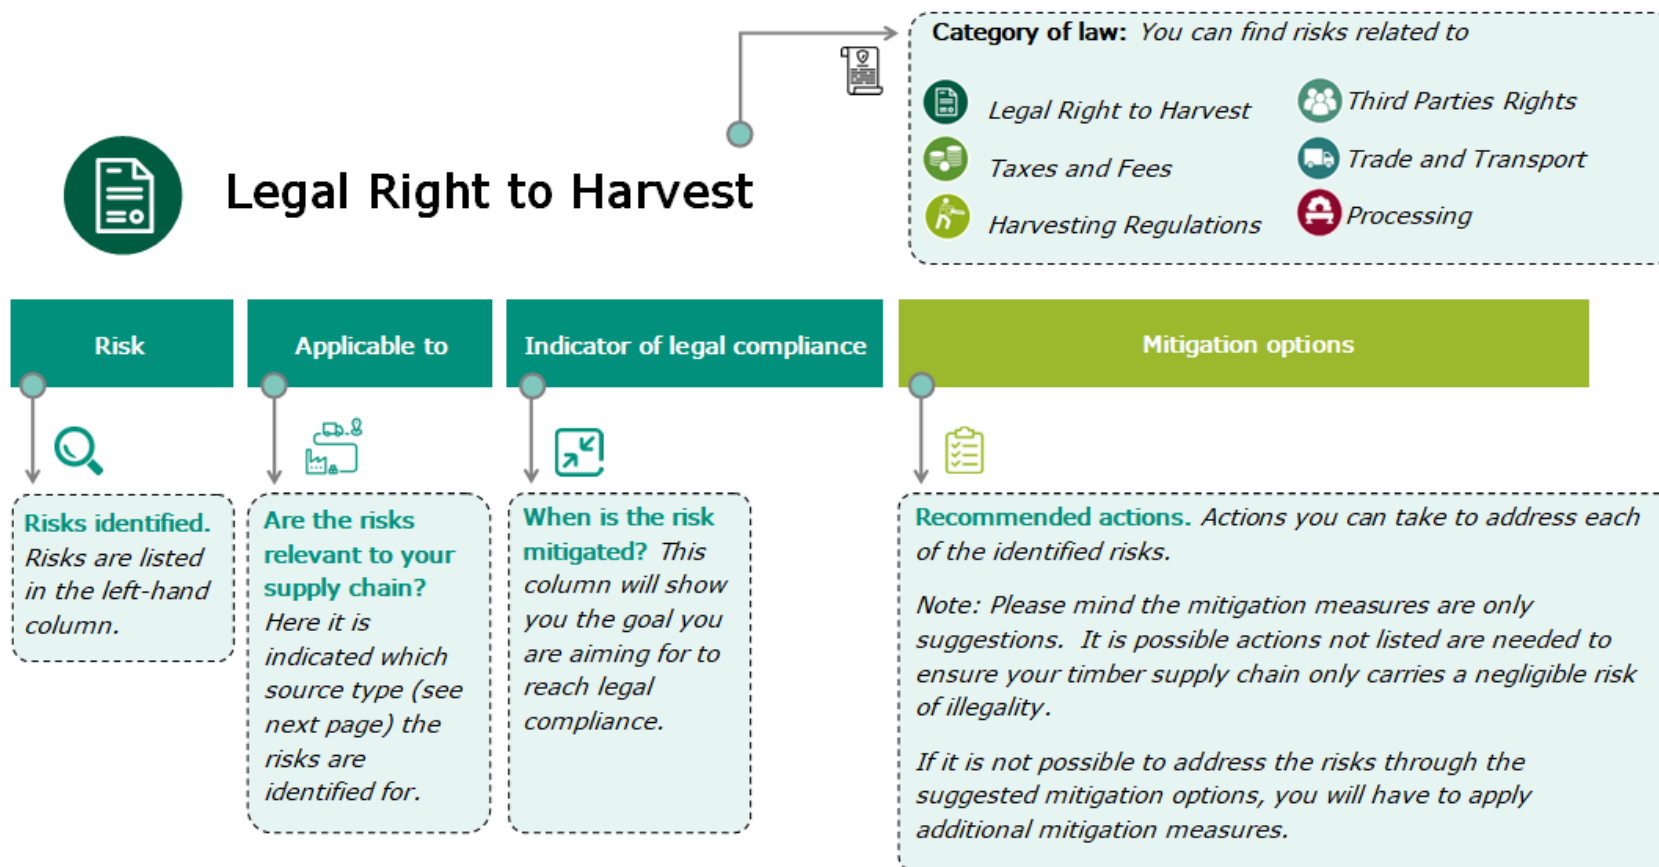 Category of law: You can find risks related to
Legal Right to Harvest
Third Parties Rights
Taxes and Fees
Trade and Transport
Harvesting Regulations
Processing
Legal Right to Harvest
Risk
Applicable to
Indicator of legal compliance
Mitigation options
Risks identified.
Risks are listed
in the left-hand
column.
Are the risks
relevant to your
supply chain?
Here it is
indicated which
source type (see
next page) the
risks are
identified for.
When is the risk
mitigated? This
column will show
you the goal you
are aiming for to
reach legal
compliance.
Recommended actions. Actions you can take to address each
of the identified risks.
Note: Please mind the mitigation measures are only
suggestions.  It is possible actions not listed are needed to
ensure your timber supply chain only carries a negligible risk
of illegality.
If it is not possible to address the risks through the
suggested mitigation options, you will have to apply
additional mitigation measures.